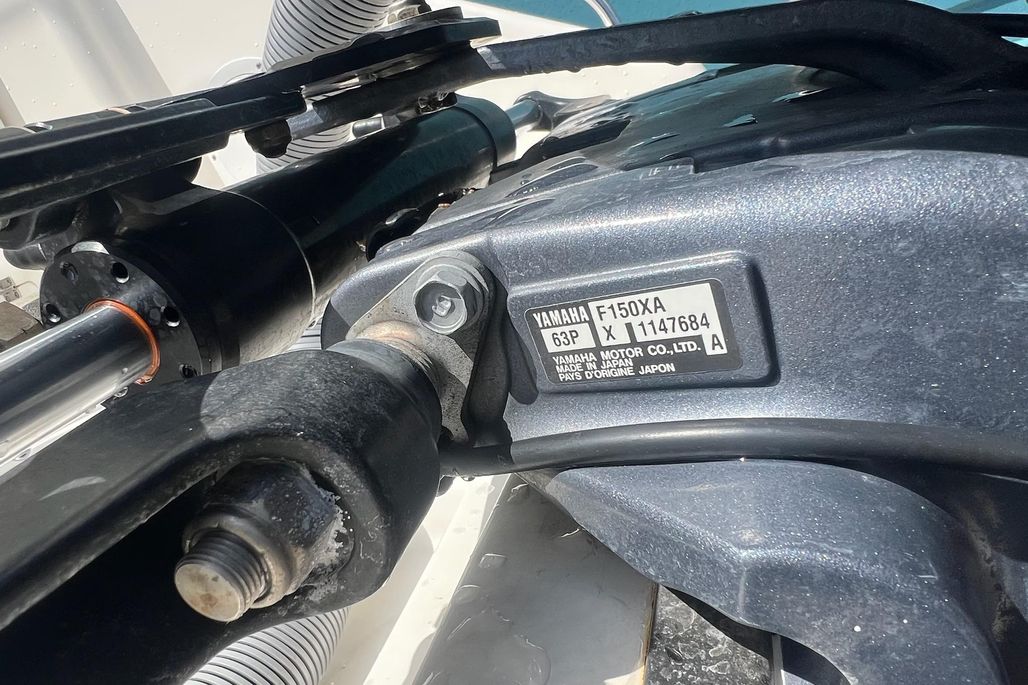 YAMAHA F150XA
63P X 1147684 A
YAMAHA MOTOR CO., LTD.
MADE IN JAPAN
PAYS D'ORIGINE JAPON